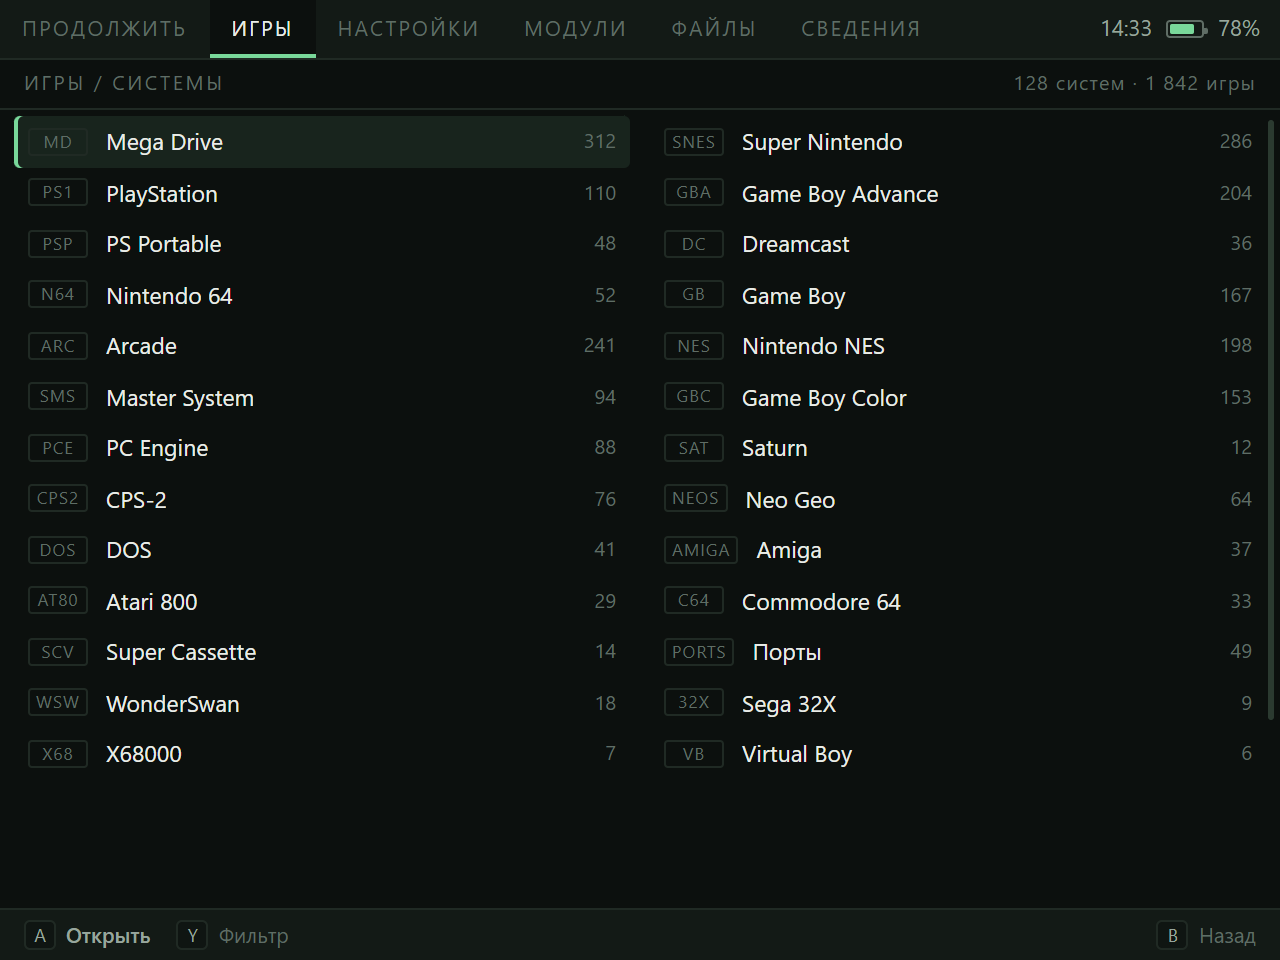 ПРОДОЛЖИТЬ ИГРЫ НАСТРОЙКИ МОДУЛИ ФАЙЛЫ СВЕДЕНИЯ 14:33 78%
ИГРЫ / СИСТЕМЫ 128 систем · 1 842 игры
MD Mega Drive 312 SNES Super Nintendo 286
PS1 PlayStation 110 GBA Game Boy Advance 204
PSP PS Portable 48 DC Dreamcast 36
N64 Nintendo 64 52 GB Game Boy 167
ARC Arcade 241 NES Nintendo NES 198
SMS Master System 94 GBC Game Boy Color 153
PCE PC Engine 88 SAT Saturn 12
CPS2 CPS-2 76 NEOS Neo Geo 64
DOS DOS 41 AMIGA Amiga 37
AT80 Atari 800 29 C64 Commodore 64 33
SCV Super Cassette 14 PORTS Порты 49
WSW WonderSwan 18 32X Sega 32X 9
X68 X68000 7 VB Virtual Boy 6
A Открыть Y Фильтр B Назад